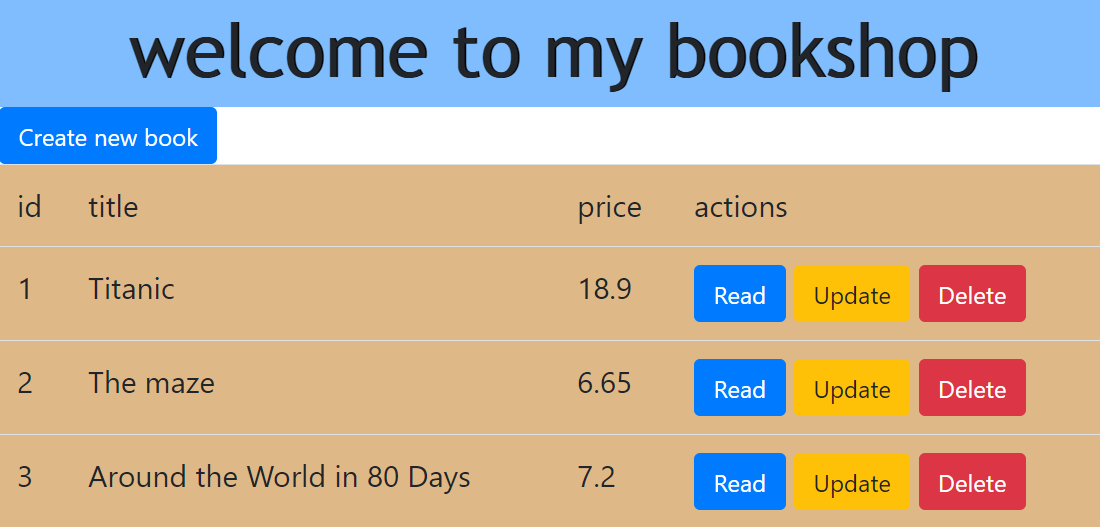 welcome to my bookshop
Create new book
id title price actions
1 Titanic 18.9 Read Update Delete
2 The maze 6.65 Read Update Delete
3 Around the World in 80 Days 7.2 Read Update Delete